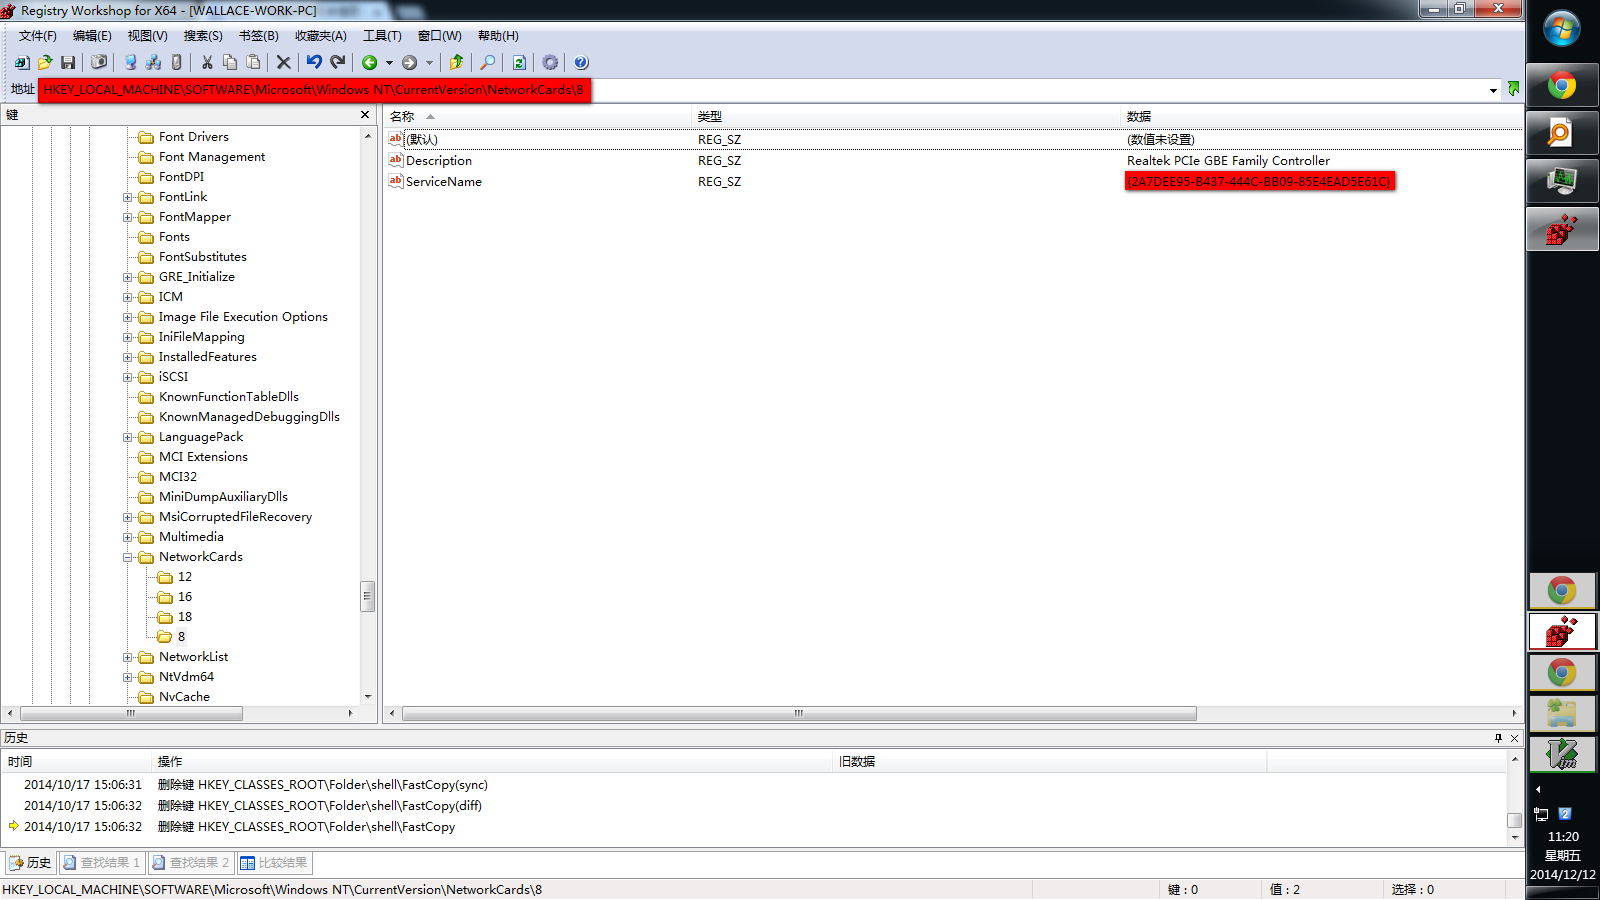 Registry Workshop for X64 - [WALLACE-WORK-PC]
文件(F) 编辑(E) 视图(V) 搜索(S) 书签(B) 收藏夹(A) 工具(T) 窗口(W) 帮助(H)
地址 HKEY_LOCAL_MACHINE\SOFTWARE\Microsoft\Windows NT\CurrentVersion\NetworkCards\8
键
Font Drivers
Font Management
FontDPI
FontLink
FontMapper
Fonts
FontSubstitutes
GRE_Initialize
ICM
Image File Execution Options
IniFileMapping
InstalledFeatures
iSCSI
KnownFunctionTableDlls
KnownManagedDebuggingDlls
LanguagePack
MCI Extensions
MCI32
MiniDumpAuxiliaryDlls
MsiCorruptedFileRecovery
Multimedia
NetworkCards
12
16
18
8
NetworkList
NtVdm64
NvCache
名称 类型 数据
(默认) REG_SZ (数值未设置)
Description REG_SZ Realtek PCIe GBE Family Controller
ServiceName REG_SZ {2A7DEE95-B437-444C-BB09-85E4EAD5E61C}
历史
时间 操作 旧数据
2014/10/17 15:06:31 删除键 HKEY_CLASSES_ROOT\Folder\shell\FastCopy(sync)
2014/10/17 15:06:32 删除键 HKEY_CLASSES_ROOT\Folder\shell\FastCopy(diff)
2014/10/17 15:06:32 删除键 HKEY_CLASSES_ROOT\Folder\shell\FastCopy
历史 查找结果 1 查找结果 2 比较结果
HKEY_LOCAL_MACHINE\SOFTWARE\Microsoft\Windows NT\CurrentVersion\NetworkCards\8 键 : 0 值 : 2 选择 : 0
2
11:20
星期五
2014/12/12